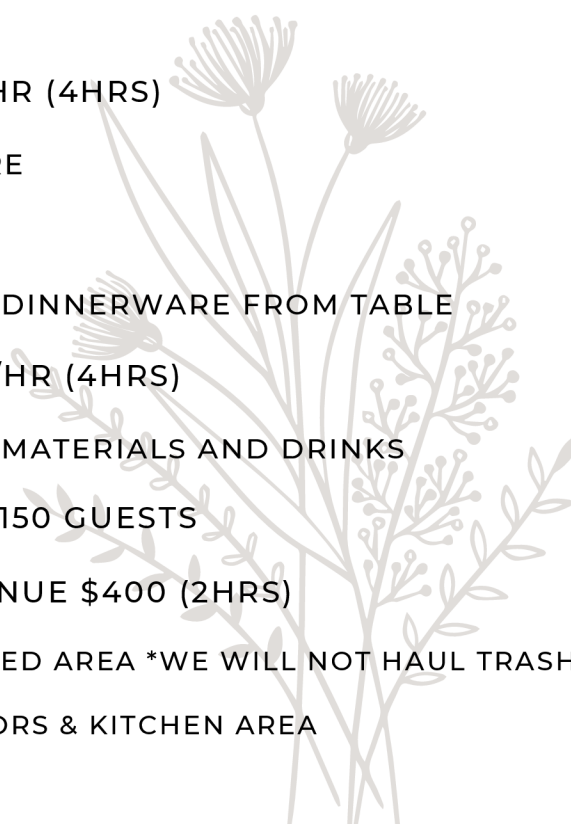 HR (4HRS)
RE
DINNERWARE FROM TABLE
/HR (4HRS)
MATERIALS AND DRINKS
150 GUESTS
NUE $400 (2HRS)
ED AREA *WE WILL NOT HAUL TRASH
ORS & KITCHEN AREA